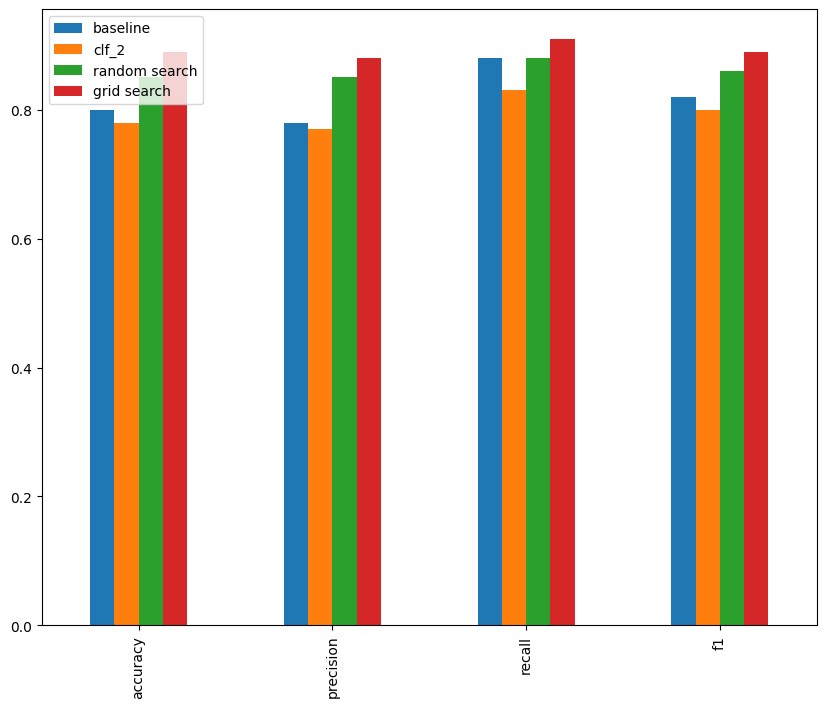 baseline
clf_2
random search
grid search
0.8
0.6
0.4
0.2
0.0
accuracy
precision
recall
f1